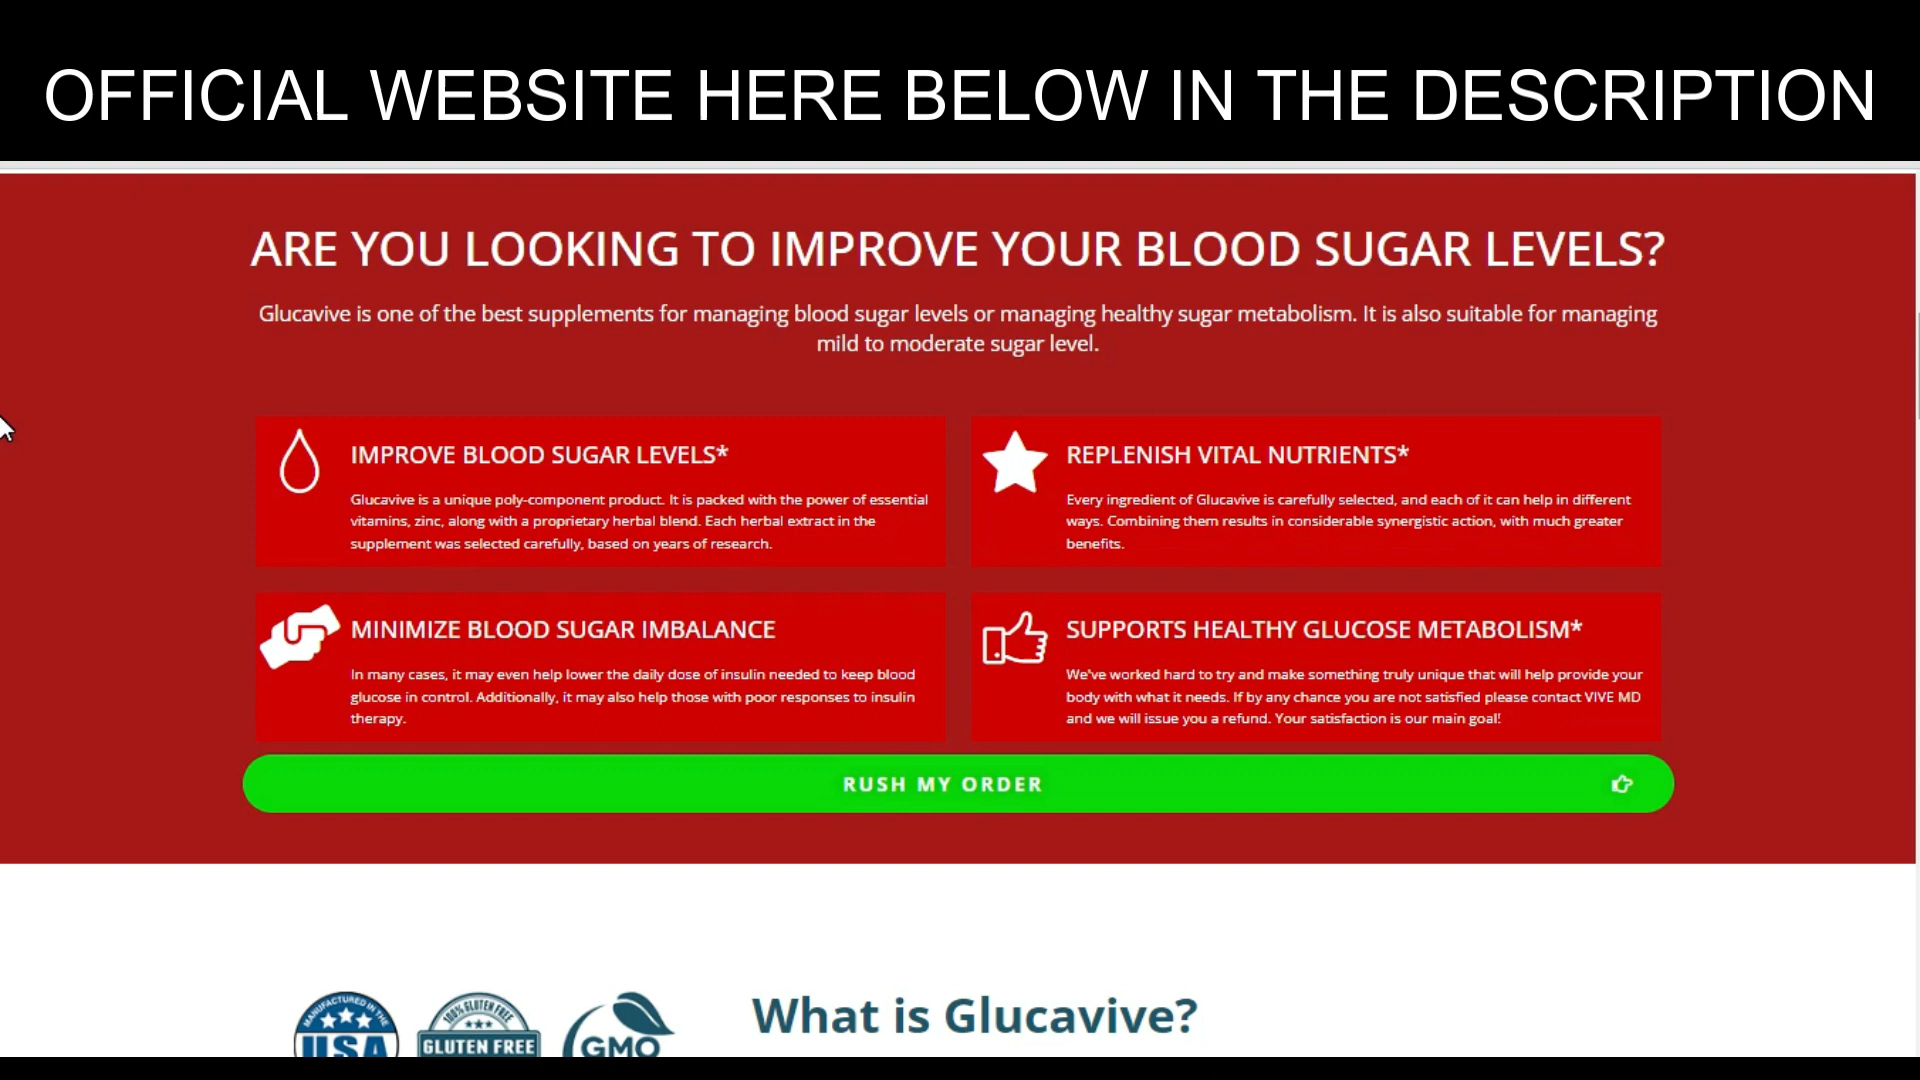 OFFICIAL WEBSITE HERE BELOW IN THE DESCRIPTION
ARE YOU LOOKING TO IMPROVE YOUR BLOOD SUGAR LEVELS?
Glucavive is one of the best supplements for managing blood sugar levels or managing healthy sugar metabolism. It is also suitable for managing
mild to moderate sugar level.
IMPROVE BLOOD SUGAR LEVELS*
Glucavive is a unique poly-component product. It is packed with the power of essential
vitamins, zinc, along with a proprietary herbal blend. Each herbal extract in the
supplement was selected carefully, based on years of research.
REPLENISH VITAL NUTRIENTS*
Every ingredient of Glucavive is carefully selected, and each of it can help in different
ways. Combining them results in considerable synergistic action, with much greater
benefits.
MINIMIZE BLOOD SUGAR IMBALANCE
In many cases, it may even help lower the daily dose of insulin needed to keep blood
glucose in control. Additionally, it may also help those with poor responses to insulin
therapy.
SUPPORTS HEALTHY GLUCOSE METABOLISM*
We've worked hard to try and make something truly unique that will help provide your
body with what it needs. If by any chance you are not satisfied please contact VIVE MD
and we will issue you a refund. Your satisfaction is our main goal!
RUSH MY ORDER
MANUFACTURED IN THE
USA
100% GLUTEN FREE
GLUTEN FREE
GMO
What is Glucavive?